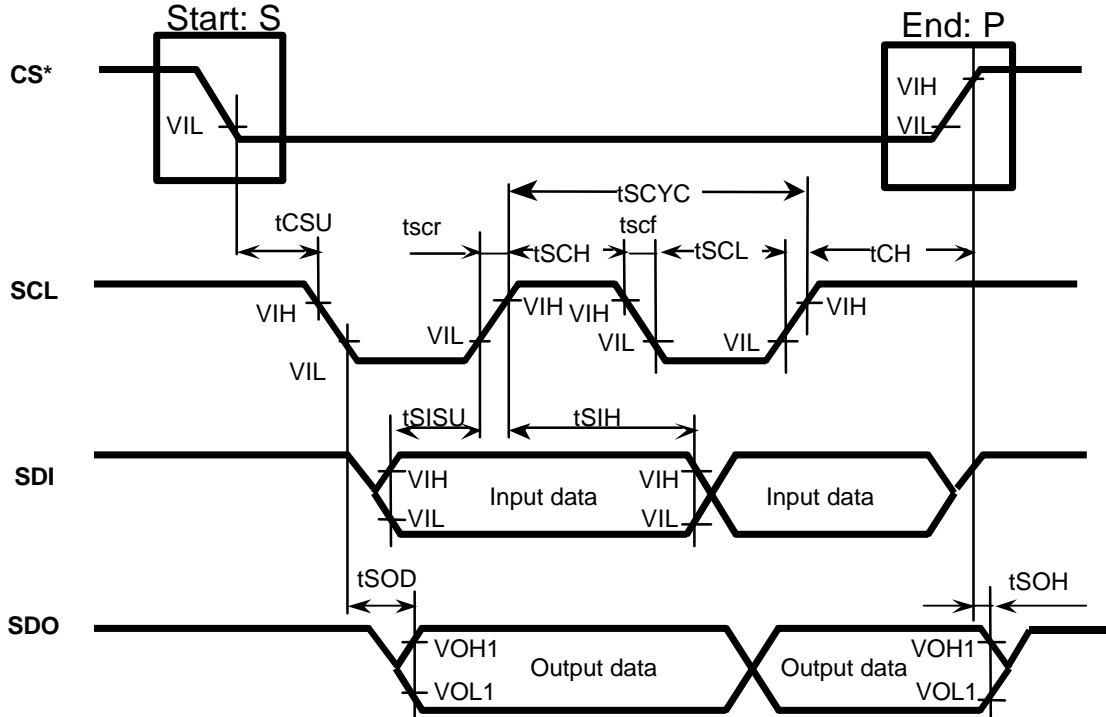 Start: S
End: P
CS*
VIH
VIL
VIL
tSCYC
tCSU
tscr
tscf
tSCH
tSCL
tCH
SCL
VIH
VIH
VIH
VIH
VIL
VIL
VIL
VIL
tSISU
tSIH
SDI
VIH
Input data
VIH
Input data
VIL
VIL
tSOD
tSOH
SDO
VOH1
Output data
Output data
VOH1
VOL1
VOL1